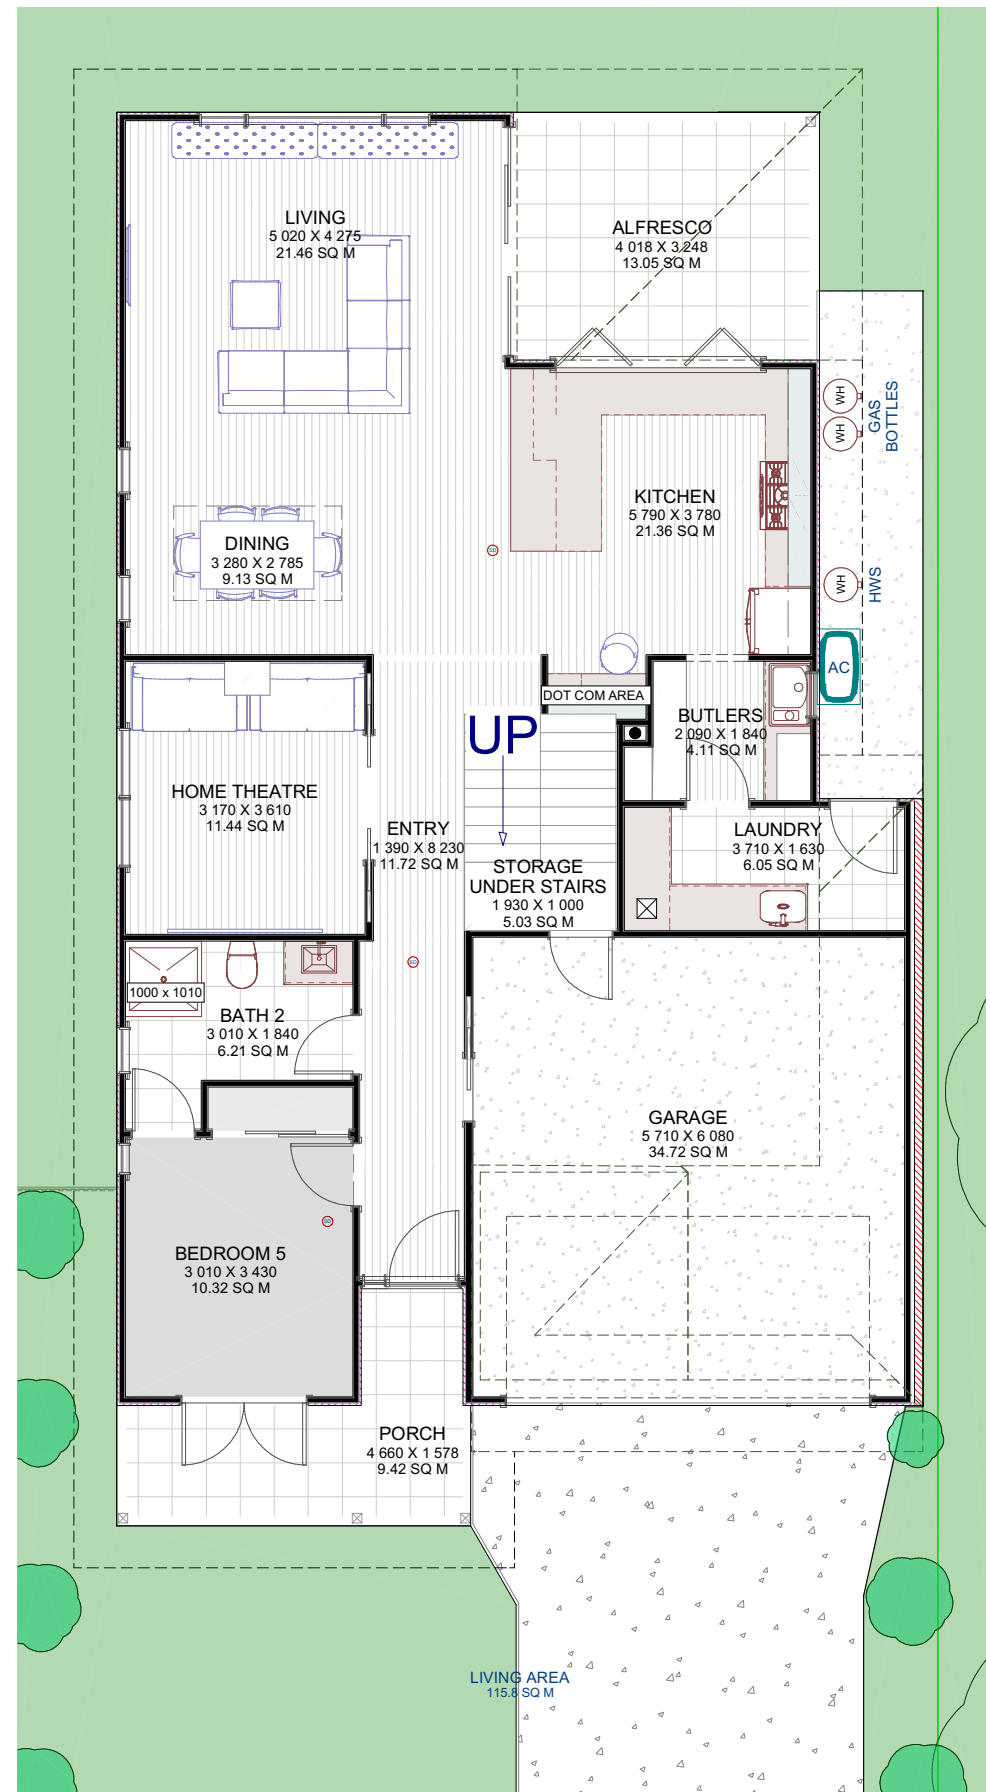 LIVING
5 020 X 4 275
21.46 SQ M
ALFRESCO
4 018 X 3 248
13.05 SQ M
WH
WH
GAS
BOTTLES
KITCHEN
5 790 X 3 780
21.36 SQ M
DINING
3 280 X 2 785
9.13 SQ M
SD
WH
HWS
AC
DOT COM AREA
UP
BUTLERS
2 090 X 1 840
4.11 SQ M
HOME THEATRE
3 170 X 3 610
11.44 SQ M
ENTRY
1 390 X 8 230
11.72 SQ M
LAUNDRY
3 710 X 1 630
6.05 SQ M
STORAGE
UNDER STAIRS
1 930 X 1 000
5.03 SQ M
SD
1000 x 1010
BATH 2
3 010 X 1 840
6.21 SQ M
GARAGE
5 710 X 6 080
34.72 SQ M
SD
BEDROOM 5
3 010 X 3 430
10.32 SQ M
PORCH
4 660 X 1 578
9.42 SQ M
LIVING AREA
115.8 SQ M